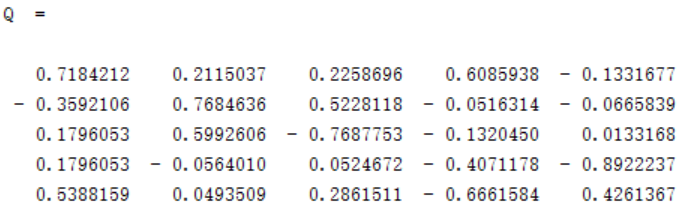 Q =
0.7184212 0.2115037 0.2258696 0.6085938 - 0.1331677
- 0.3592106 0.7684636 0.5228118 - 0.0516314 - 0.0665839
0.1796053 0.5992606 - 0.7687753 - 0.1320450 0.0133168
0.1796053 - 0.0564010 0.0524672 - 0.4071178 - 0.8922237
0.5388159 0.0493509 0.2861511 - 0.6661584 0.4261367